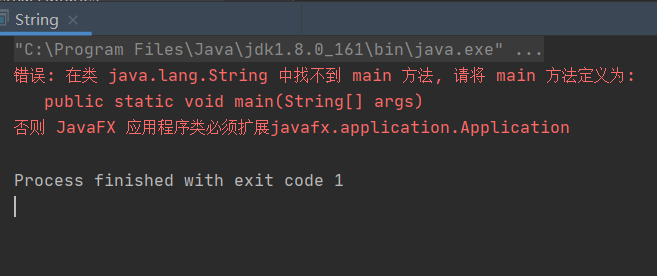 String ×
"C:\Program Files\Java\jdk1.8.0_161\bin\java.exe" ...
错误: 在类 java.lang.String 中找不到 main 方法, 请将 main 方法定义为:
   public static void main(String[] args)
否则 JavaFX 应用程序类必须扩展javafx.application.Application
Process finished with exit code 1